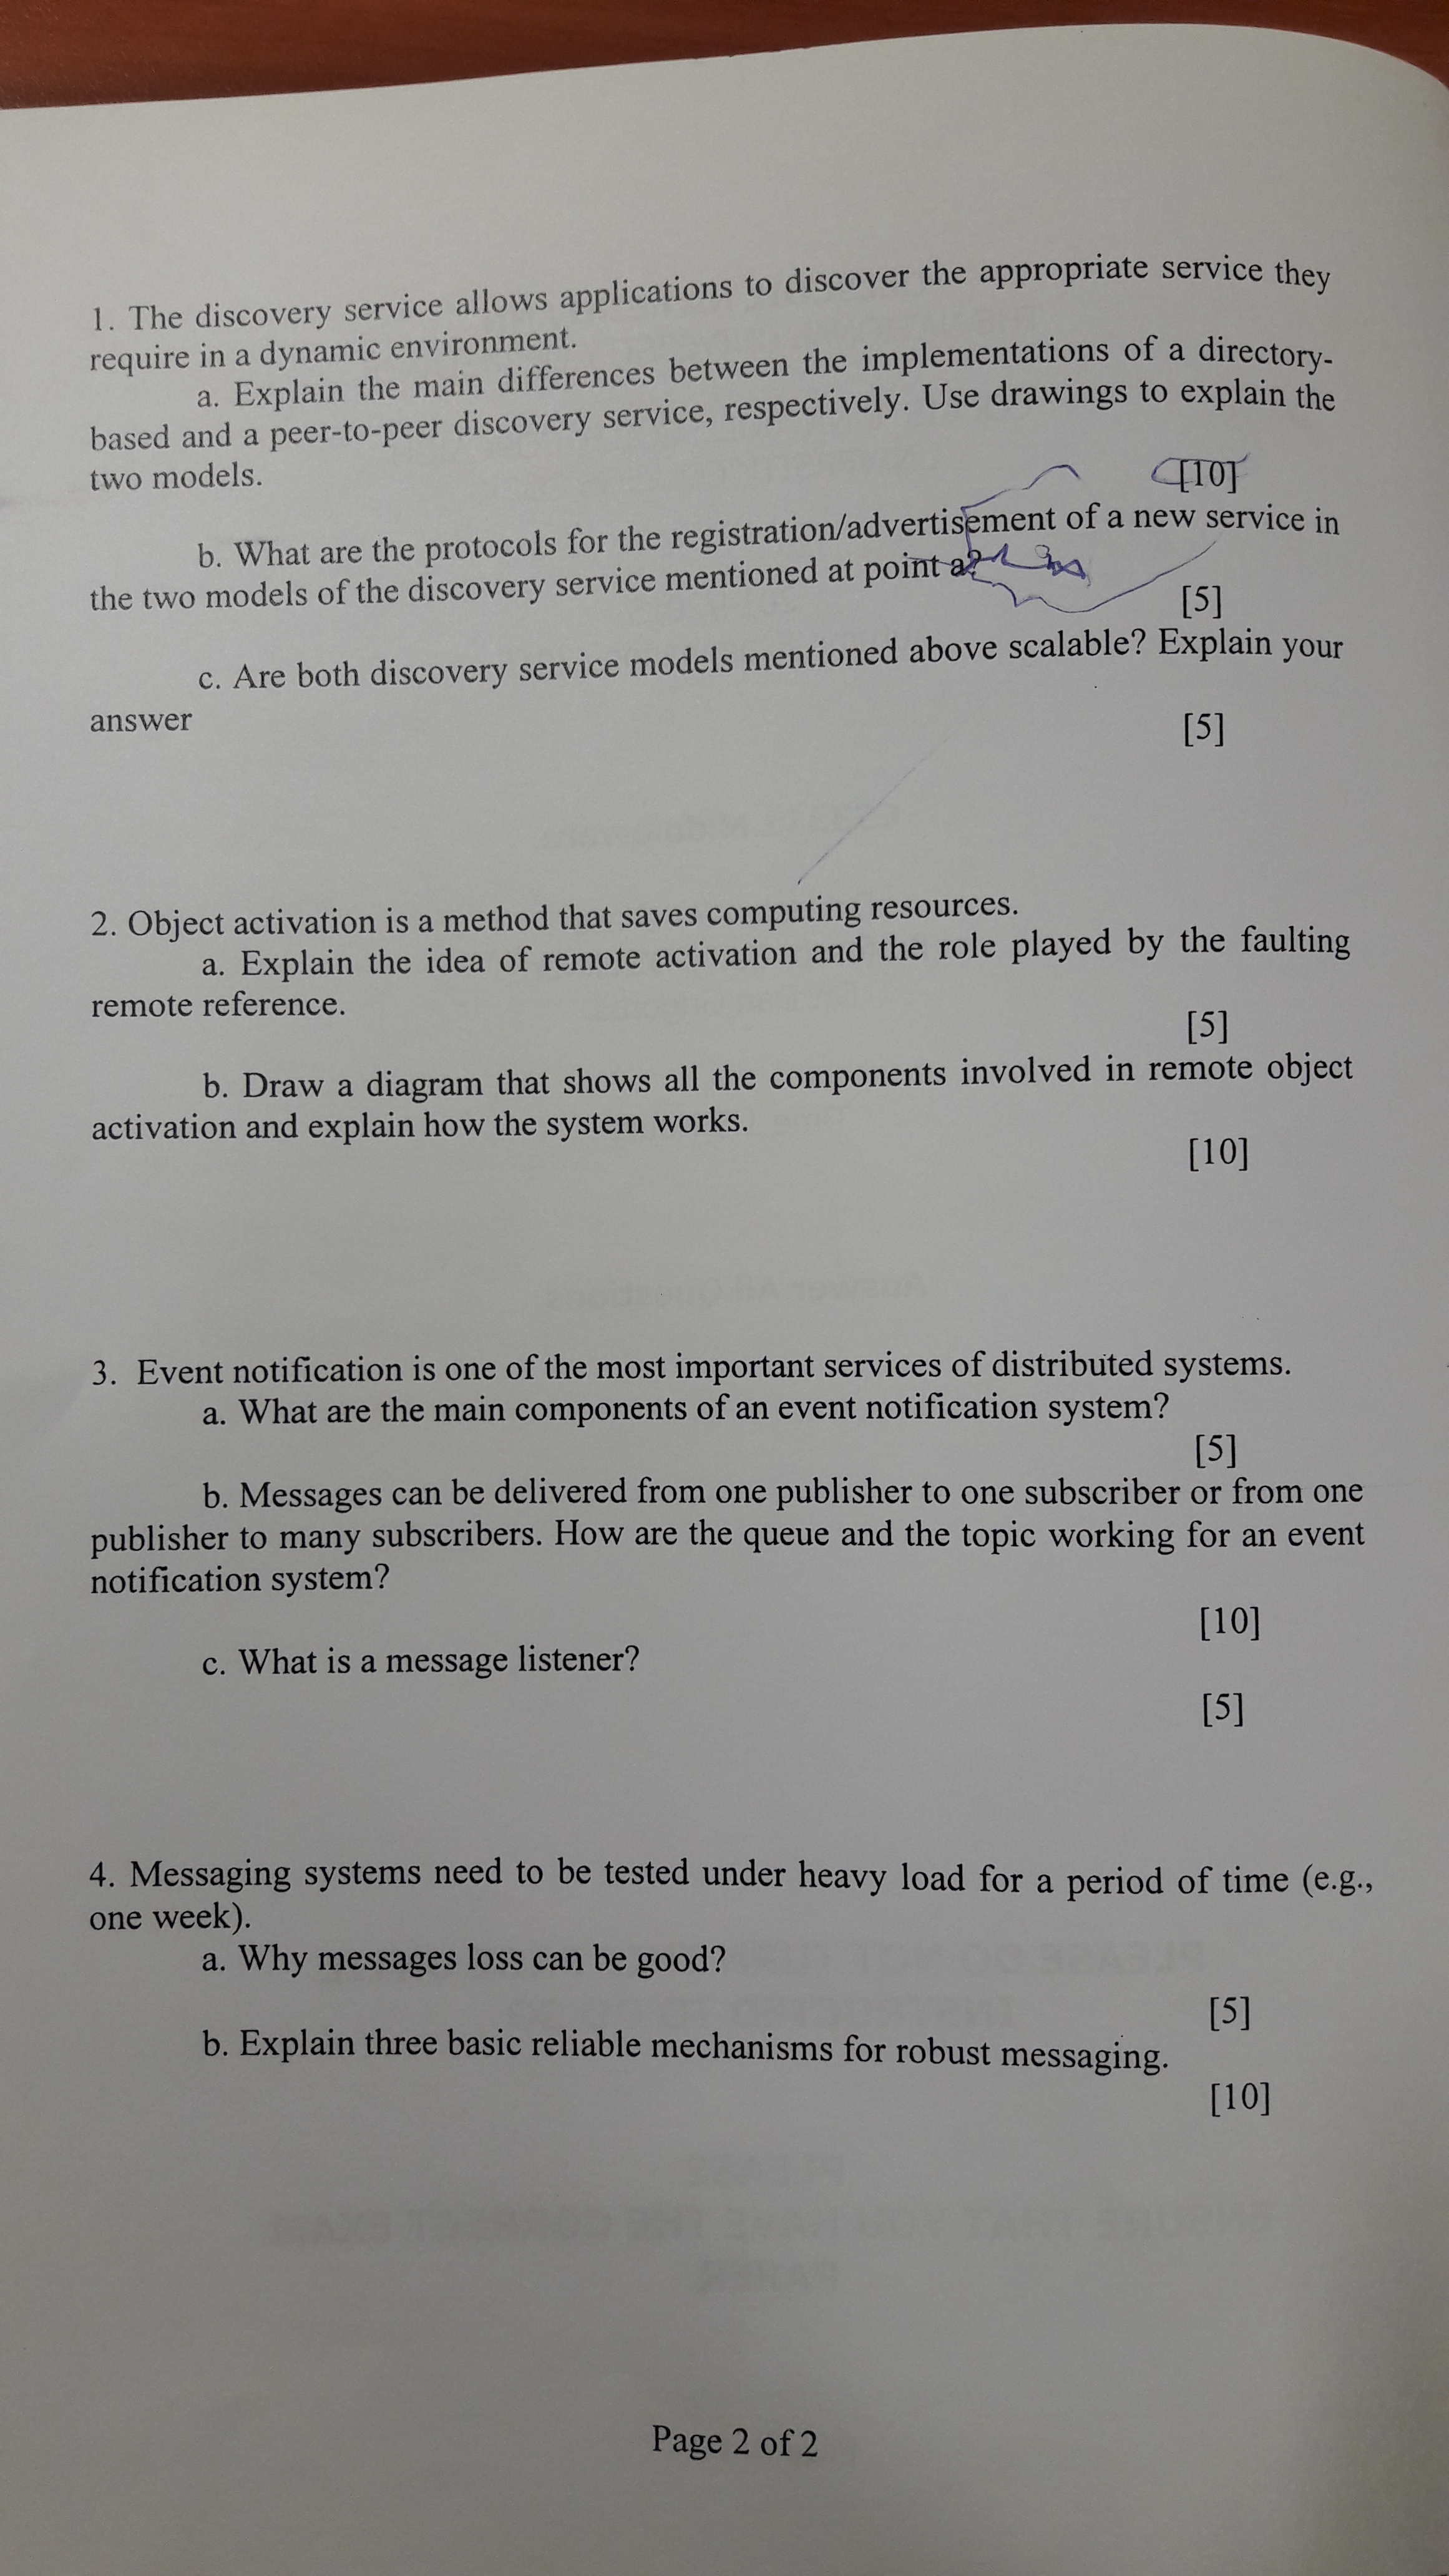 1. The discovery service allows applications to discover the appropriate service they
require in a dynamic environment.
a. Explain the main differences between the implementations of a directory-
based and a peer-to-peer discovery service, respectively. Use drawings to explain the
two models.
[10]
b. What are the protocols for the registration/advertisement of a new service in
the two models of the discovery service mentioned at point a?
[5]
c. Are both discovery service models mentioned above scalable? Explain your
answer
[5]
2. Object activation is a method that saves computing resources.
a. Explain the idea of remote activation and the role played by the faulting
remote reference.
[5]
b. Draw a diagram that shows all the components involved in remote object
activation and explain how the system works.
[10]
3. Event notification is one of the most important services of distributed systems.
a. What are the main components of an event notification system?
[5]
b. Messages can be delivered from one publisher to one subscriber or from one
publisher to many subscribers. How are the queue and the topic working for an event
notification system?
[10]
c. What is a message listener?
[5]
4. Messaging systems need to be tested under heavy load for a period of time (e.g.,
one week).
a. Why messages loss can be good?
[5]
b. Explain three basic reliable mechanisms for robust messaging.
[10]
Page 2 of 2